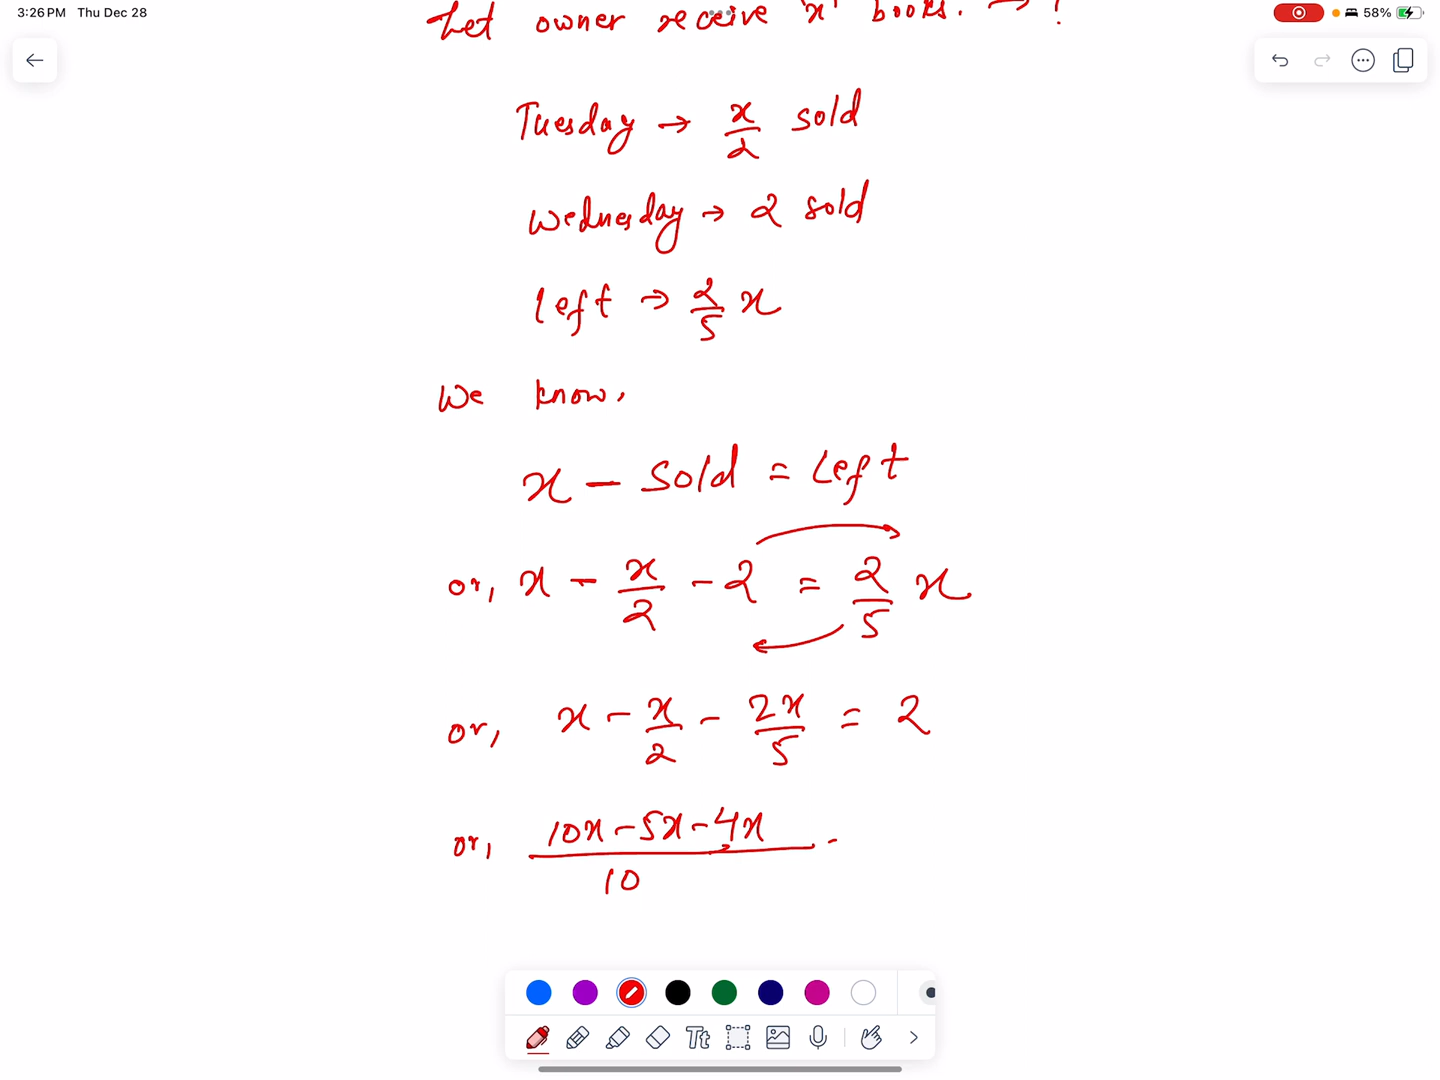 3:26 PM Thu Dec 28 58%
Let owner receive 'x' books. → ?
Tuesday → x/2 sold
Wednesday → 2 sold
left → 2/5 x
We know,
x - sold = left
or, x - x/2 - 2 = 2/5 x
or, x - x/2 - 2x/5 = 2
or, 10x - 5x - 4x / 10 -
Tt